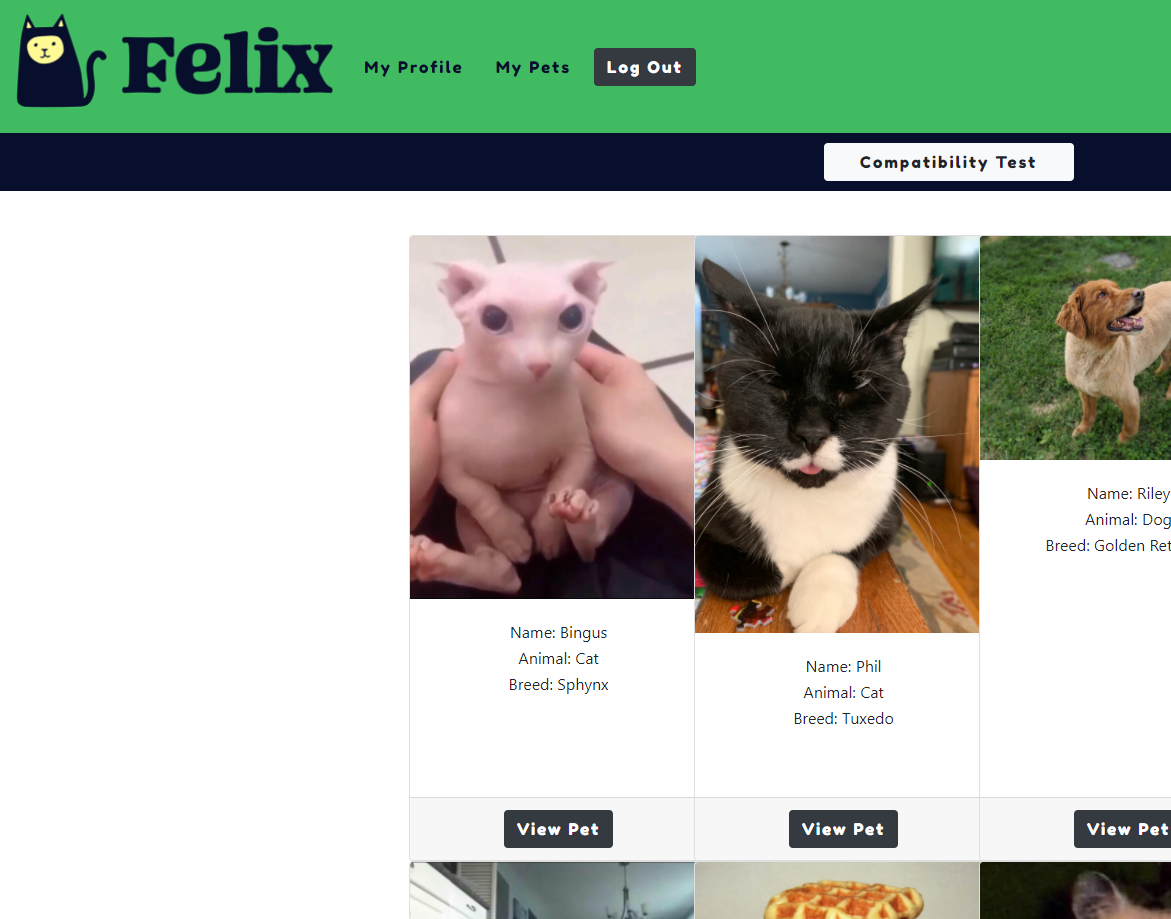 Felix
My Profile
My Pets
Log Out
Compatibility Test
Name: Bingus
Animal: Cat
Breed: Sphynx
View Pet
Name: Phil
Animal: Cat
Breed: Tuxedo
View Pet
Name: Riley
Animal: Dog
Breed: Golden Ret
View Pet